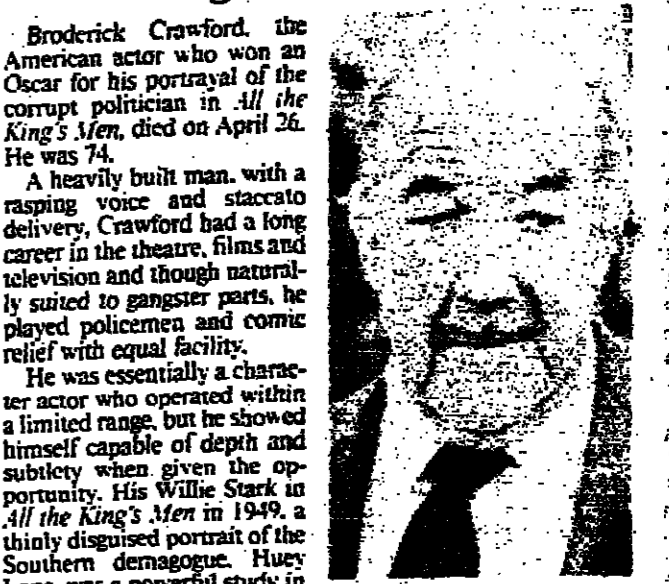 Broderick Crawford, the
American actor who won an
Oscar for his portrayal of the
corrupt politician in All the
King's Men, died on April 26.
He was 74.
A heavily built man, with a
rasping voice and staccato
delivery, Crawford had a long
career in the theatre, films and
television and though natural-
ly suited to gangster parts, he
played policemen and comic
relief with equal facility.
He was essentially a charac-
ter actor who operated within
a limited range, but he showed
himself capable of depth and
subtlety when given the op-
portunity. His Willie Stark in
All the King's Men in 1949, a
thinly disguised portrait of the
Southern demagogue, Huey
was a powerful study in